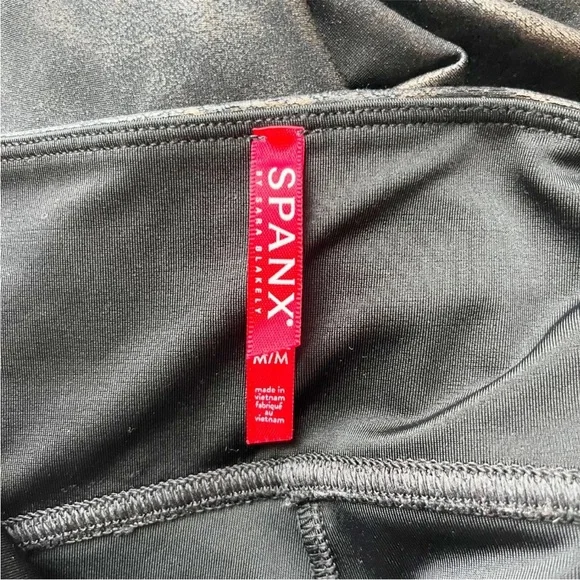 SPANX®
BY SARA BLAKELY
M/M
made in
vietnam
fabriqué
au
vietnam